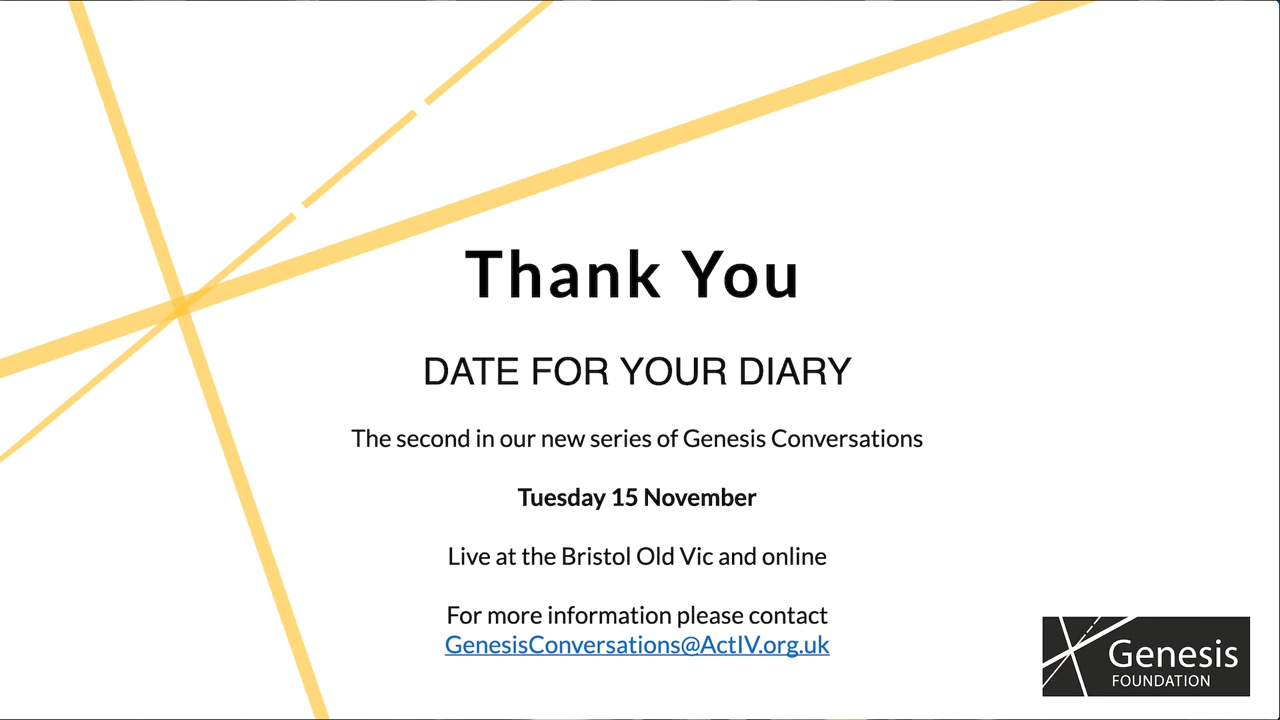 Thank You
DATE FOR YOUR DIARY
The second in our new series of Genesis Conversations
Tuesday 15 November
Live at the Bristol Old Vic and online
For more information please contact
GenesisConversations@ActIV.org.uk
Genesis
FOUNDATION